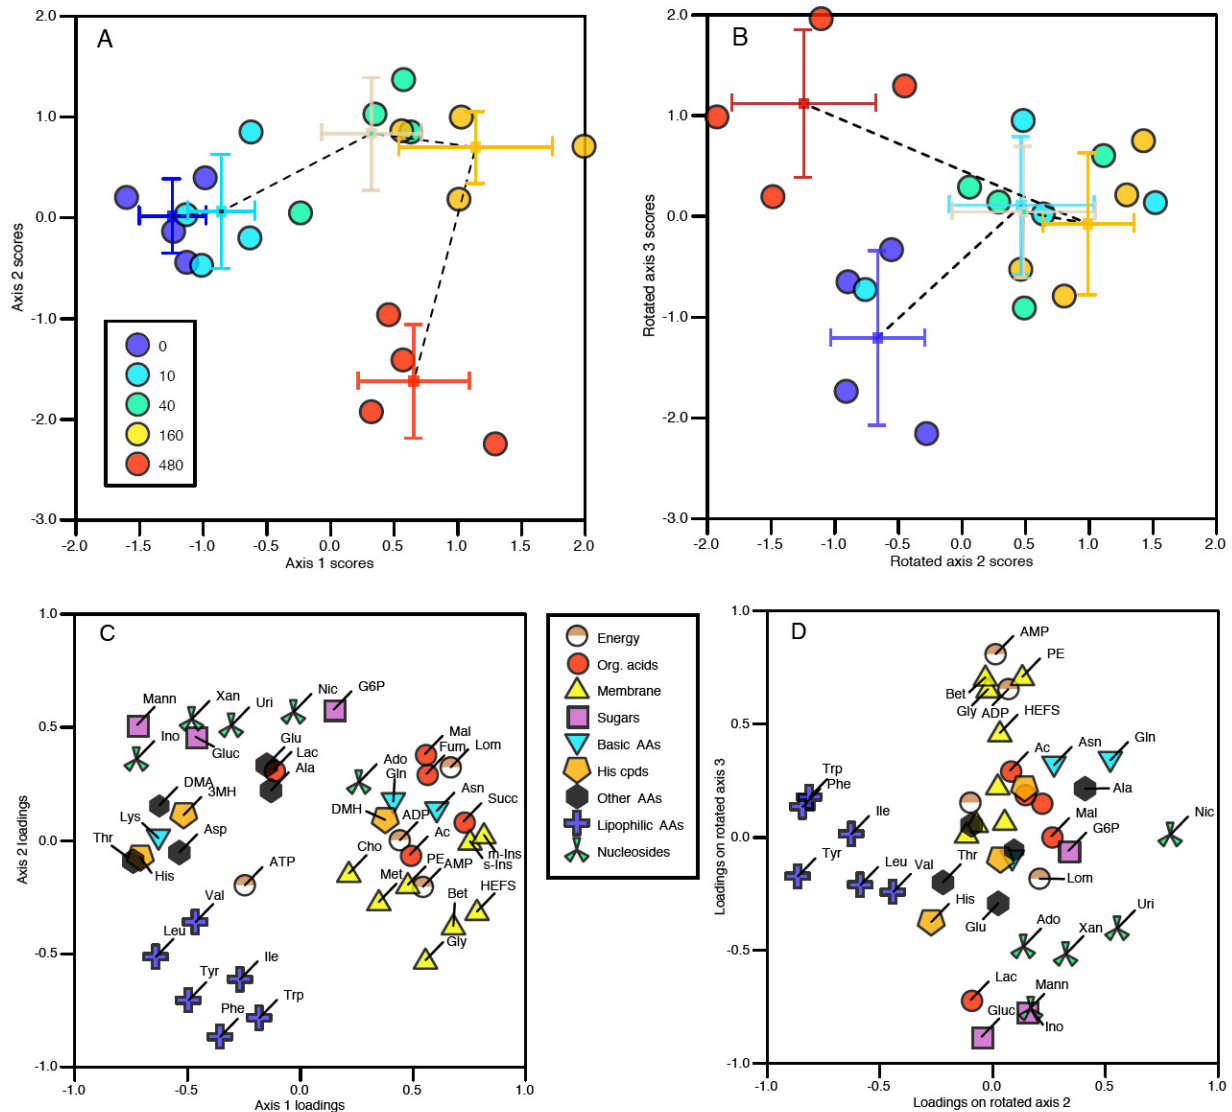 A
2.0
1.0
0.0
-1.0
-2.0
-3.0
Axis 2 scores
0
10
40
160
480
-2.0
-1.5
-1.0
-0.5
0.0
0.5
1.0
1.5
2.0
Axis 1 scores
B
2.0
1.0
0.0
-1.0
-2.0
-3.0
Rotated axis 3 scores
-2.0
-1.5
-1.0
-0.5
0.0
0.5
1.0
1.5
2.0
Rotated axis 2 scores
C
1.0
0.5
0.0
-0.5
-1.0
Axis 2 loadings
Mann
Xan
Uri
Nic
G6P
Ino
Gluc
Glu
Lac
Ala
Mal
Fum
Lom
Ado
Gln
DMA
3MH
DMH
ADP
Asn
Succ
Lys
Asp
Thr
His
Ac
m-Ins
s-Ins
ATP
Cho
Met
PE
AMP
Bet
HEFS
Gly
Val
Leu
Tyr
Ile
Phe
Trp
-1.0
-0.5
0.0
0.5
1.0
Axis 1 loadings
Energy
Org. acids
Membrane
Sugars
Basic AAs
His cpds
Other AAs
Lipophilic AAs
Nucleosides
D
1.0
0.5
0.0
-0.5
-1.0
Loadings on rotated axis 3
AMP
PE
Bet
Gly
ADP
HEFS
Ac
Asn
Gln
Trp
Phe
Ala
Ile
Mal
G6P
Nic
Tyr
Leu
Val
Thr
Lom
His
Glu
Ado
Xan
Uri
Lac
Mann
Gluc
Ino
-1.0
-0.5
0.0
0.5
1.0
Loadings on rotated axis 2